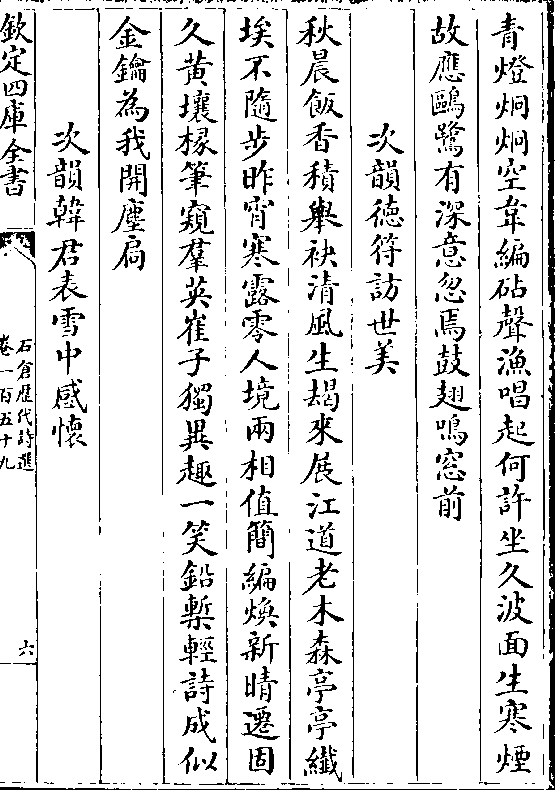 青燈炯炯空韋編砧聲漁唱起何許坐久波面生寒煙
故應鷗鷺有深意忽焉鼓翅鳴窓前
次韻德符訪世美
秋晨飯香積舉袂清風生朅來展江道老木森亭亭纎
埃不隨步昨宵寒露零人境兩相值簡編煥新晴遷固
久黄壤椽筆窺羣英崔子獨異趣一笑鉛槧輕詩成似
金鑰為我開塵扃
次韻韓君表雪中感懷
欽定四庫全書
石倉歴代詩選
卷一百五十九
六